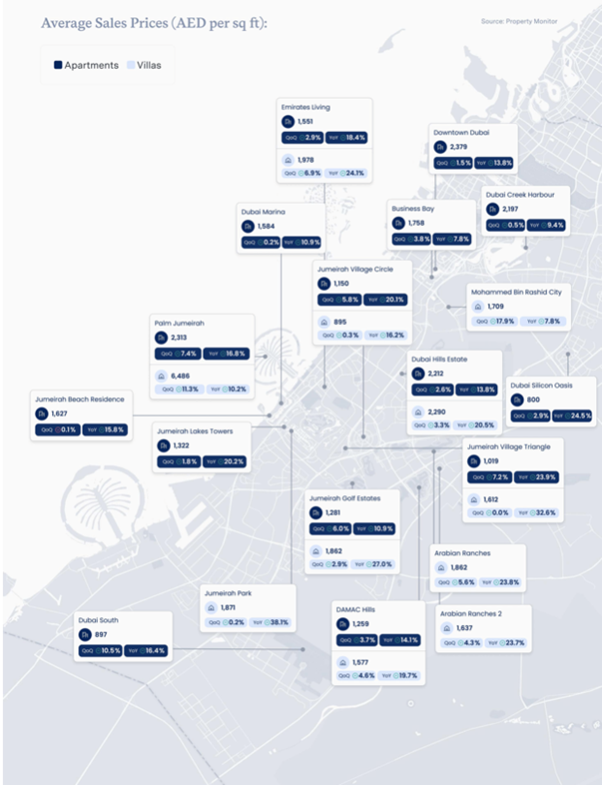 Average Sales Prices (AED per sq ft):
Source: Property Monitor
Apartments Villas
Emirates Living
1,551
QoQ 2.9% YoY 18.4%
1,978
QoQ 6.9% YoY 24.1%
Downtown Dubai
2,379
QoQ 1.5% YoY 13.8%
Dubai Creek Harbour
2,197
QoQ 0.5% YoY 9.4%
Dubai Marina
1,584
QoQ 0.2% YoY 10.9%
Business Bay
1,758
QoQ 3.8% YoY 7.8%
Jumeirah Village Circle
1,150
QoQ 5.8% YoY 20.1%
895
QoQ 0.3% YoY 16.2%
Mohammed Bin Rashid City
1,709
QoQ 17.9% YoY 7.8%
Palm Jumeirah
2,313
QoQ 7.4% YoY 16.8%
6,486
QoQ 11.3% YoY 10.2%
Dubai Hills Estate
2,212
QoQ 2.6% YoY 13.8%
2,290
QoQ 3.3% YoY 20.5%
Dubai Silicon Oasis
800
QoQ 2.9% YoY 24.5%
Jumeirah Beach Residence
1,627
QoQ 0.1% YoY 15.8%
Jumeirah Lakes Towers
1,322
QoQ 1.8% YoY 20.2%
Jumeirah Village Triangle
1,019
QoQ 7.2% YoY 23.9%
1,612
QoQ 0.0% YoY 32.6%
Jumeirah Golf Estates
1,281
QoQ 6.0% YoY 10.9%
1,862
QoQ 2.9% YoY 27.0%
Arabian Ranches
1,862
QoQ 5.6% YoY 23.8%
Jumeirah Park
1,871
QoQ 0.2% YoY 38.1%
DAMAC Hills
1,259
QoQ 3.7% YoY 14.1%
1,577
QoQ 4.6% YoY 19.7%
Arabian Ranches 2
1,637
QoQ 4.3% YoY 23.7%
Dubai South
897
QoQ 10.5% YoY 16.4%